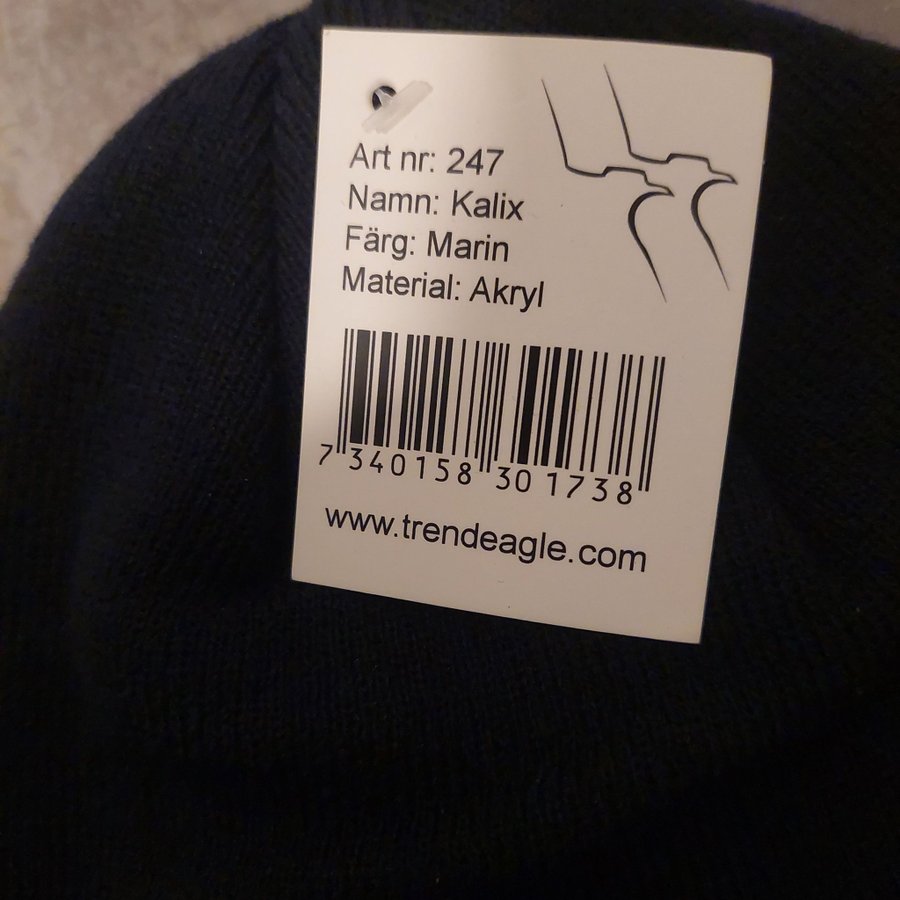 Art nr: 247
Namn: Kalix
Färg: Marin
Material: Akryl
7 340158 301738
www.trendeagle.com